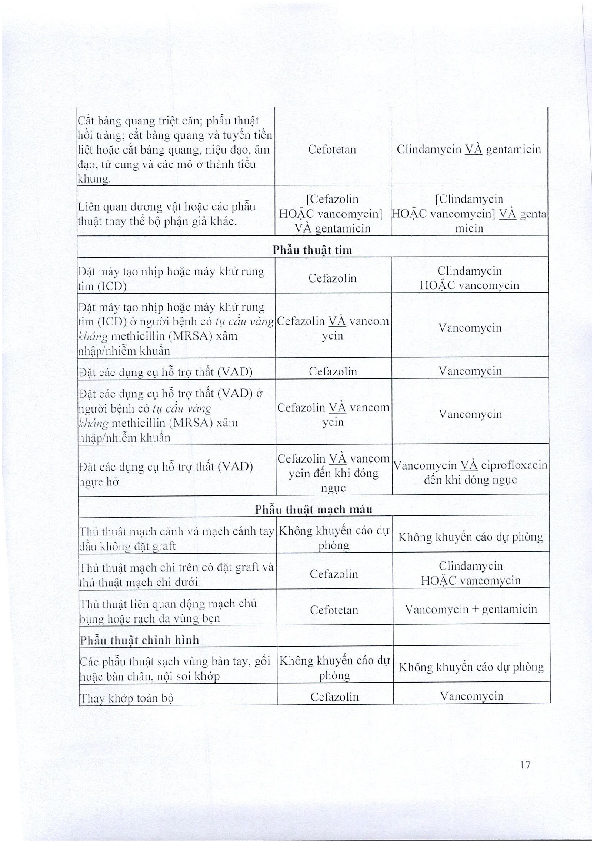 Cắt bàng quang triệt căn; phẫu thuật
hồi tràng; cắt bàng quang và tuyến tiền
liệt hoặc cắt bàng quang, niệu đạo, âm
đạo, tử cung và các mô ở thành tiểu
khung.
Cefotetan
Clindamycin VÀ gentamicin
Liên quan dương vật hoặc các phẫu
thuật thay thế bộ phận giả khác.
[Cefazolin
HOẶC vancomycin]
VÀ gentamicin
[Clindamycin
HOẶC vancomycin] VÀ genta
micin
Phẫu thuật tim
Đặt máy tạo nhịp hoặc máy khử rung
tim (ICD)
Cefazolin
Clindamycin
HOẶC vancomycin
Đặt máy tạo nhịp hoặc máy khử rung
tim (ICD) ở người bệnh có tụ cầu vàng
kháng methicillin (MRSA) xâm
nhập/nhiễm khuẩn
Cefazolin VÀ vancom
ycin
Vancomycin
Đặt các dụng cụ hỗ trợ thất (VAD)
Cefazolin
Vancomycin
Đặt các dụng cụ hỗ trợ thất (VAD) ở
người bệnh có tụ cầu vàng
kháng methicillin (MRSA) xâm
nhập/nhiễm khuẩn
Cefazolin VÀ vancom
ycin
Vancomycin
Đặt các dụng cụ hỗ trợ thất (VAD)
ngực hở
Cefazolin VÀ vancom
ycin đến khi đóng
ngực
Vancomycin VÀ ciprofloxacin
đến khi đóng ngực
Phẫu thuật mạch máu
Thủ thuật mạch cảnh và mạch cánh tay
đầu không đặt graft
Không khuyến cáo dự
phòng
Không khuyến cáo dự phòng
Thủ thuật mạch chi trên có đặt graft và
thủ thuật mạch chi dưới
Cefazolin
Clindamycin
HOẶC vancomycin
Thủ thuật liên quan động mạch chủ
bụng hoặc rạch da vùng bẹn
Cefotetan
Vancomycin + gentamicin
Phẫu thuật chỉnh hình
Các phẫu thuật sạch vùng bàn tay, gối
hoặc bàn chân, nội soi khớp
Không khuyến cáo dự
phòng
Không khuyến cáo dự phòng
Thay khớp toàn bộ
Cefazolin
Vancomycin
17